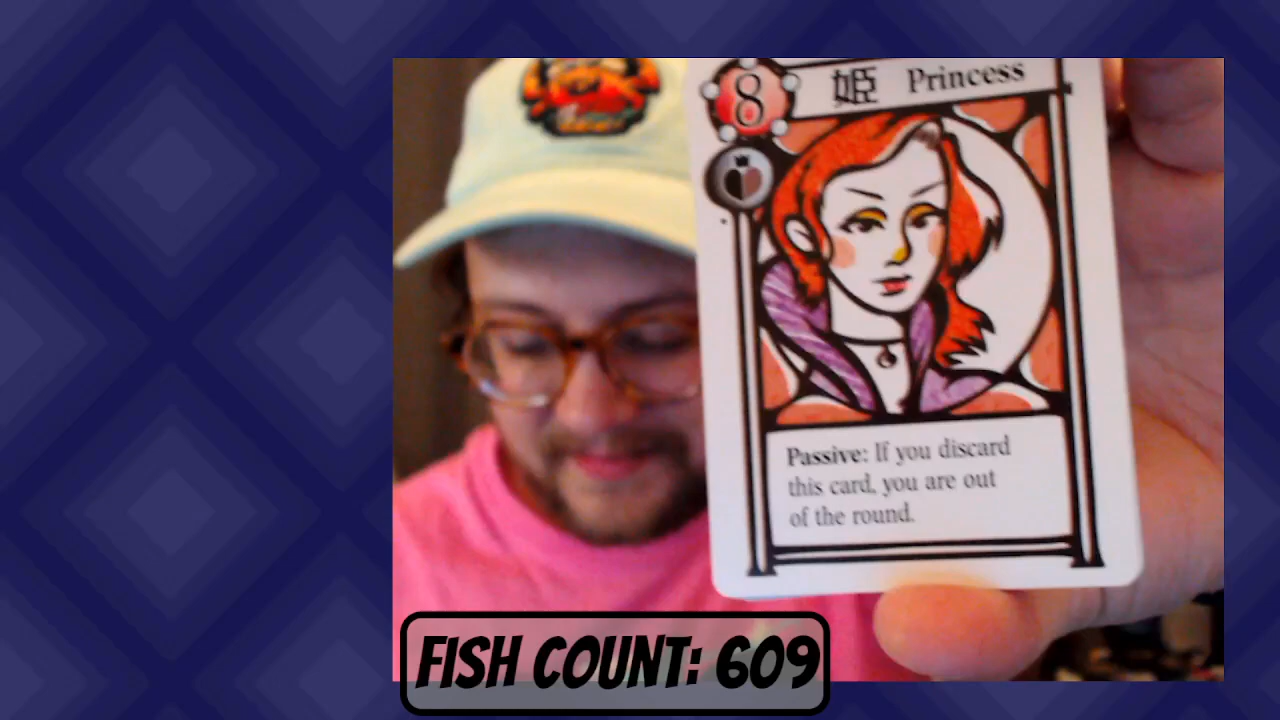 8 姫 Princess
Passive: If you discard
this card, you are out
of the round.
FISH COUNT: 609